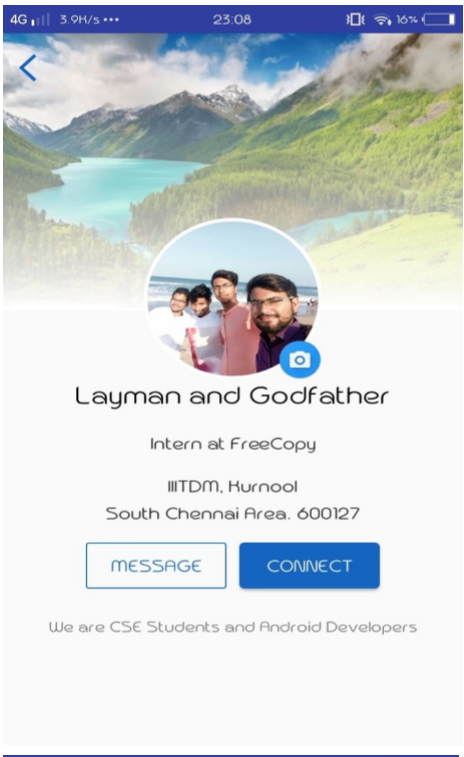 4G 3.9K/s ••• 23:08 16%
Layman and Godfather
Intern at FreeCopy
IIITDM, Kurnool
South Chennai Area. 600127
MESSAGE CONNECT
We are CSE Students and Android Developers